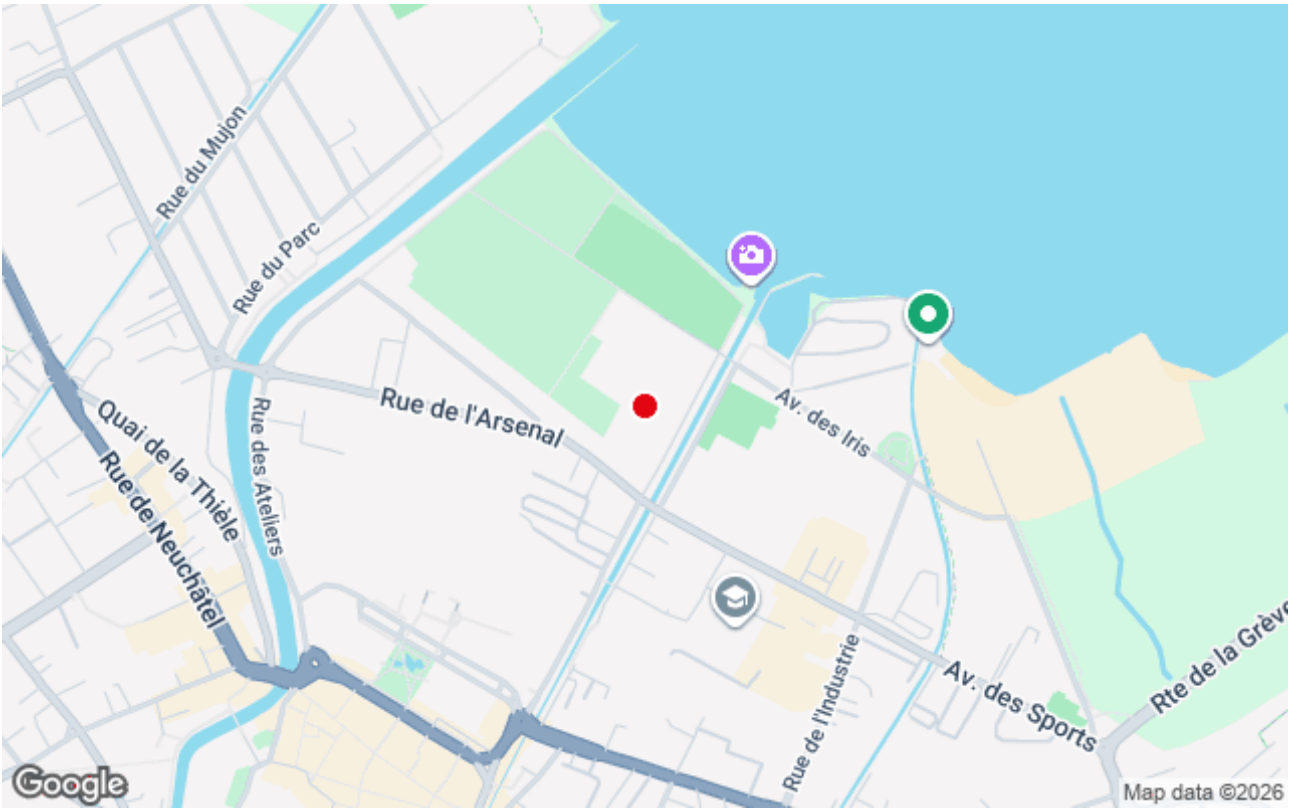 Rue du Mujon
Rue du Parc
Quai de la Thièle
Rue de Neuchâtel
Rue des Ateliers
Rue de l'Arsenal
Av. des Iris
Rue de l'Industrie
Av. des Sports
Rte de la Grève
Google
Map data ©2026